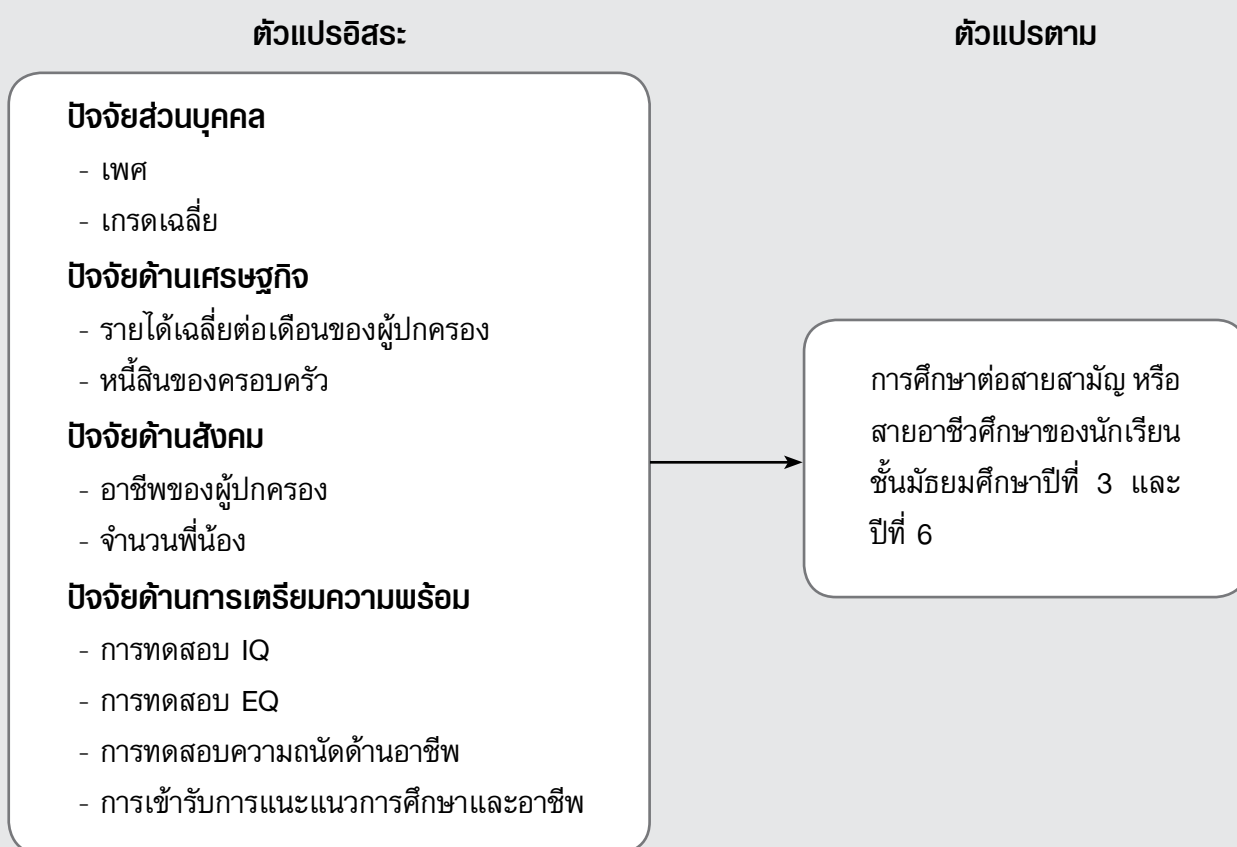 ตัวแปรอิสระ
ตัวแปรตาม
ปัจจัยส่วนบุคคล
- เพศ
- เกรดเฉลี่ย
ปัจจัยด้านเศรษฐกิจ
- รายได้เฉลี่ยต่อเดือนของผู้ปกครอง
- หนี้สินของครอบครัว
ปัจจัยด้านสังคม
- อาชีพของผู้ปกครอง
- จำนวนพี่น้อง
ปัจจัยด้านการเตรียมความพร้อม
- การทดสอบ IQ
- การทดสอบ EQ
- การทดสอบความถนัดด้านอาชีพ
- การเข้ารับการแนะแนวการศึกษาและอาชีพ
การศึกษาต่อสายสามัญ หรือ
สายอาชีวศึกษาของนักเรียน
ชั้นมัธยมศึกษาปีที่ 3 และ
ปีที่ 6